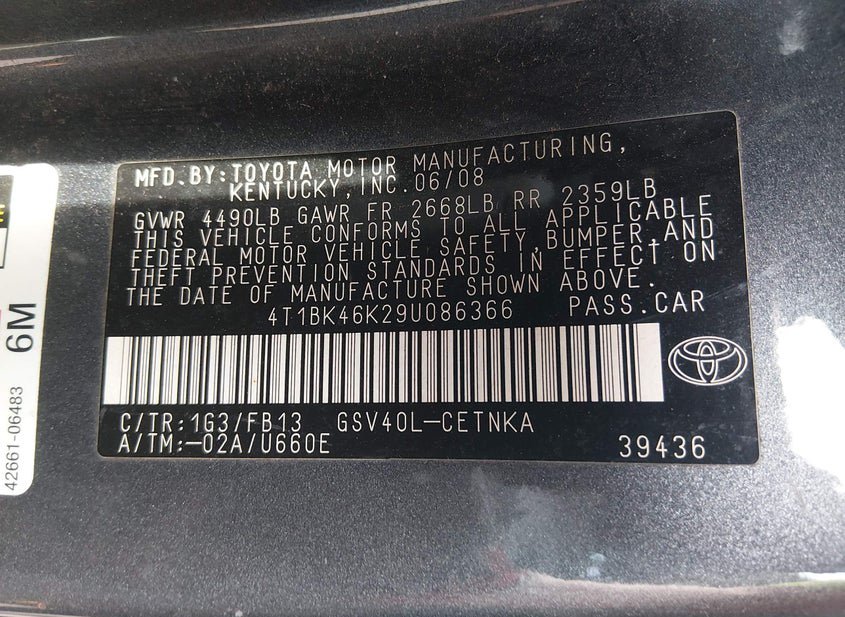 MFD.BY:TOYOTA MOTOR MANUFACTURING,
KENTUCKY,INC.06/08
GVWR 4490LB GAWR FR 2668LB RR 2359LB
THIS VEHICLE CONFORMS TO ALL APPLICABLE
FEDERAL MOTOR VEHICLE SAFETY,BUMPER,AND
THEFT PREVENTION STANDARDS IN EFFECT ON
THE DATE OF MANUFACTURE SHOWN ABOVE.
4T1BK46K29U086366 PASS.CAR
C/TR:1G3/FB13 GSV40L-CETNKA
A/TM:-02A/U660E 39436
6M
42661-06483